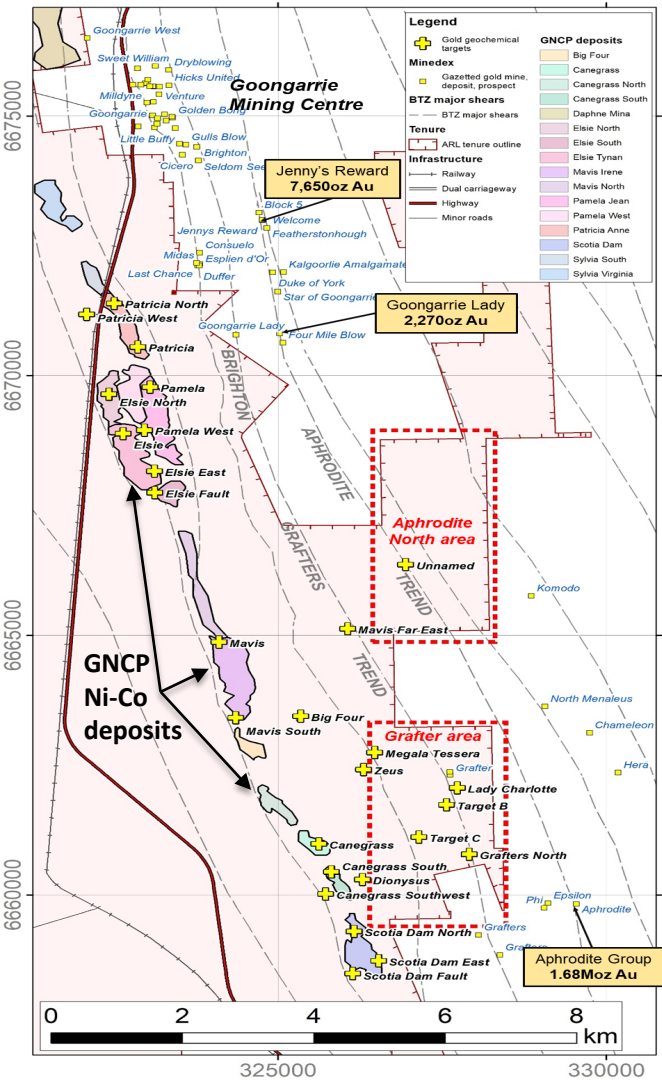 Goongarrie West
Sweet William
Dryblowing
Hicks United
Milldyne
Venture
Goongarrie
Golden Bong
Little Buffy
Gulls Blow
Brighton
Cicero
Seldom See
Goongarrie
Mining Centre
Legend
Gold geochemical
targets
Minedex
Gazetted gold mine,
deposit, prospect
BTZ major shears
BTZ major shears
Tenure
ARL tenure outline
Infrastructure
Railway
Dual carriageway
Highway
Minor roads
GNCP deposits
Big Four
Canegrass
Canegrass North
Canegrass South
Daphne Mina
Elsie North
Elsie South
Elsie Tynan
Mavis Irene
Mavis North
Pamela Jean
Pamela West
Patricia Anne
Scotia Dam
Sylvia South
Sylvia Virginia
Jenny's Reward
7,650oz Au
Block 5
Welcome
Featherstonhough
Jennys Reward
Consuelo
Midas
Esplien d'Or
Last Chance
Duffer
Kalgoorlie Amalgamate
Duke of York
Star of Goongarrie
Goongarrie Lady
2,270oz Au
Goongarrie Lady
Four Mile Blow
Patricia North
Patricia West
Patricia
Pamela
Elsie North
Pamela West
Elsie
Elsie East
Elsie Fault
BRIGHTON
APHRODITE
TREND
GRAFTERS
TREND
Aphrodite
North area
Unnamed
Komodo
Mavis Far East
Mavis
GNCP
Ni-Co
deposits
Mavis South
Big Four
North Menaleus
Chameleon
Hera
Grafter area
Megala Tessera
Zeus
Grafter
Lady Charlotte
Target B
Target C
Grafters North
Canegrass
Canegrass South
Dionysus
Canegrass Southwest
Phi
Epsilon
Aphrodite
Scotia Dam North
Grafters
Scotia Dam East
Scotia Dam Fault
Aphrodite Group
1.68Moz Au
0 2 4 6 8
km
325000
330000
6675000
6670000
6665000
6660000